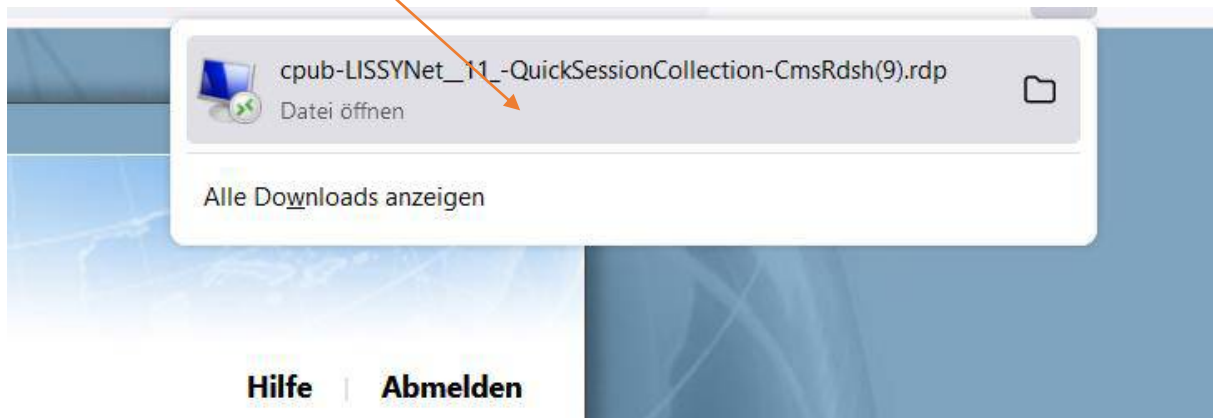 cpub-LISSYNet__11_-QuickSessionCollection-CmsRdsh(9).rdp
Datei öffnen
Alle Downloads anzeigen
Hilfe | Abmelden